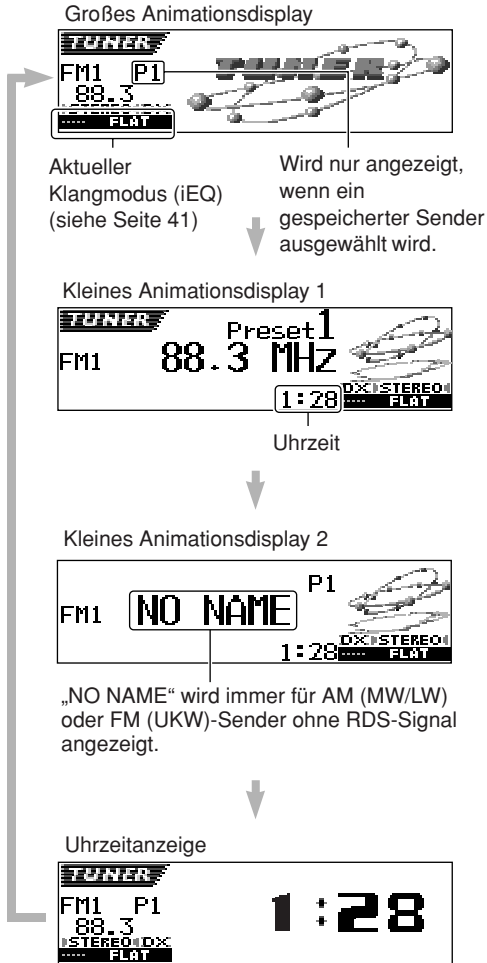 Großes Animationsdisplay
TUNER
FM1 P1
TUNER
88.3
FLAT
Aktueller
Klangmodus (iEQ)
(siehe Seite 41)
Wird nur angezeigt,
wenn ein
gespeicherter Sender
ausgewählt wird.
Kleines Animationsdisplay 1
TUNER
Preset 1
FM1 88.3 MHz
DX STEREO
1:28 ----- FLAT
Uhrzeit
Kleines Animationsdisplay 2
P1
FM1 NO NAME
DX STEREO
1:28 ----- FLAT
„NO NAME“ wird immer für AM (MW/LW)
oder FM (UKW)-Sender ohne RDS-Signal
angezeigt.
Uhrzeitanzeige
TUNER
FM1 P1 1:28
88.3
STEREO DX
----- FLAT